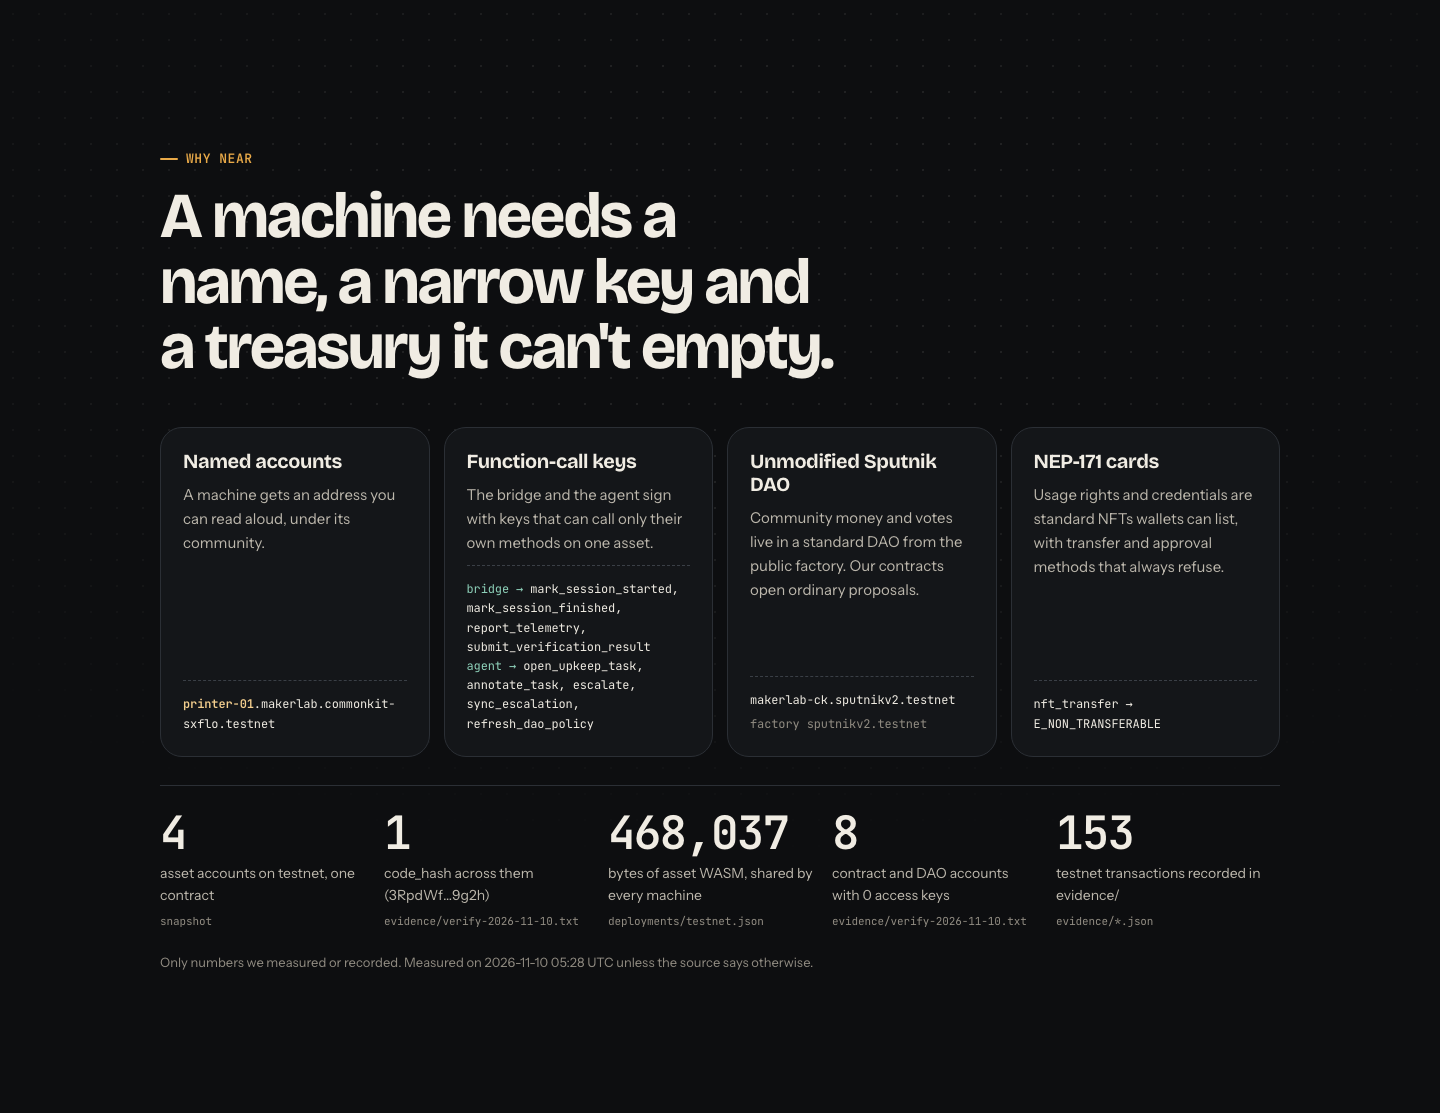 WHY NEAR
A machine needs a
name, a narrow key and
a treasury it can't empty.
Named accounts
A machine gets an address you
can read aloud, under its
community.
printer-01.makerlab.commonkit-
sxflo.testnet
Function-call keys
The bridge and the agent sign
with keys that can call only their
own methods on one asset.
bridge → mark_session_started,
mark_session_finished,
report_telemetry,
submit_verification_result
agent → open_upkeep_task,
annotate_task, escalate,
sync_escalation,
refresh_dao_policy
Unmodified Sputnik
DAO
Community money and votes
live in a standard DAO from the
public factory. Our contracts
open ordinary proposals.
makerlab-ck.sputnikv2.testnet
factory sputnikv2.testnet
NEP-171 cards
Usage rights and credentials are
standard NFTs wallets can list,
with transfer and approval
methods that always refuse.
nft_transfer →
E_NON_TRANSFERABLE
4
asset accounts on testnet, one
contract
snapshot
1
code_hash across them
(3RpdWf…9g2h)
evidence/verify-2026-11-10.txt
468,037
bytes of asset WASM, shared by
every machine
deployments/testnet.json
8
contract and DAO accounts
with 0 access keys
evidence/verify-2026-11-10.txt
153
testnet transactions recorded in
evidence/
evidence/*.json
Only numbers we measured or recorded. Measured on 2026-11-10 05:28 UTC unless the source says otherwise.